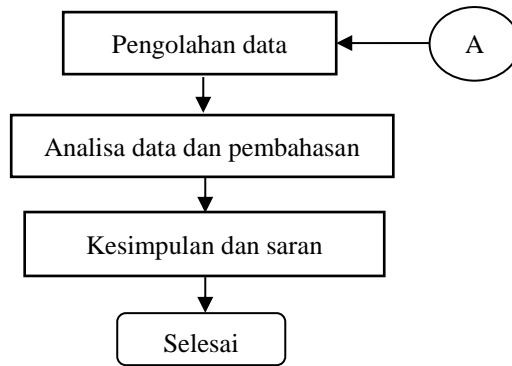 Pengolahan data
A
Analisa data dan pembahasan
Kesimpulan dan saran
Selesai